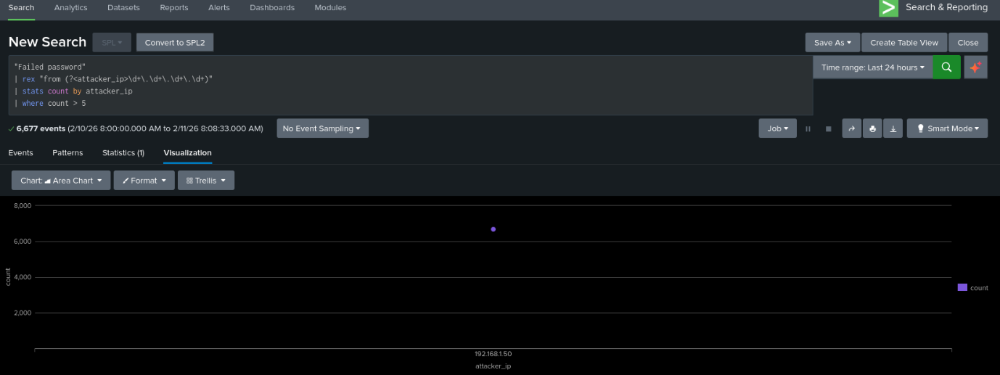 Search Analytics Datasets Reports Alerts Dashboards Modules > Search & Reporting
New Search SPL Convert to SPL2 Save As Create Table View Close
"Failed password"
| rex "from (?<attacker_ip>\d+\.\d+\.\d+\.\d+)"
| stats count by attacker_ip
| where count > 5
Time range: Last 24 hours
6,677 events (2/10/26 8:00:00.000 AM to 2/11/26 8:08:33.000 AM) No Event Sampling Job Smart Mode
Events Patterns Statistics (1) Visualization
Chart: Area Chart Format Trellis
8,000
6,000
4,000
2,000
count
count
192.168.1.50
attacker_ip